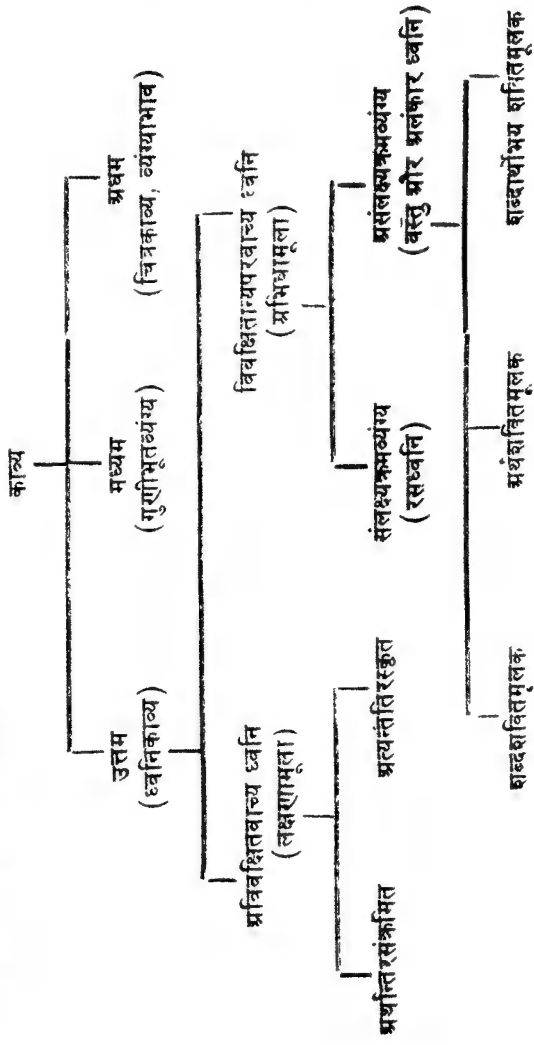 काव्य
उत्तम
(ध्वनिकाव्य)
मध्यम
(गुणीभूतव्यंग्य)
अधम
(चित्रकाव्य, व्यंग्याभाव)
अविवक्षितवाच्य ध्वनि
(लक्षणामूला)
विवक्षितान्यपरवाच्य ध्वनि
(अभिधामूला)
अर्थान्तरसंक्रमित
अत्यन्ततिरस्कृत
संलक्ष्यक्रमव्यंग्य
(रसध्वनि)
असंलक्ष्यक्रमव्यंग्य
(वस्तु और अलंकार ध्वनि)
शब्दशक्तिमूलक
अर्थशक्तिमूलक
शब्दार्थोभय शक्तिमूलक